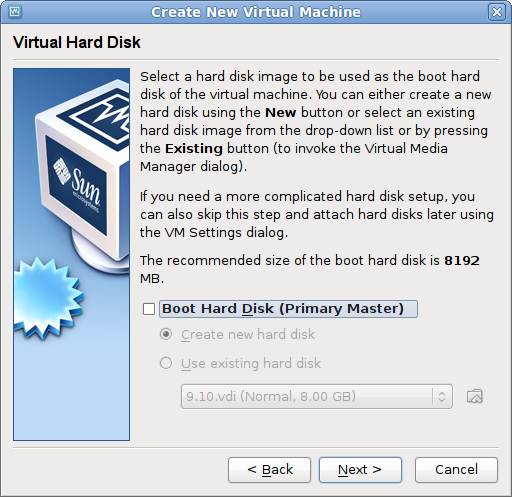 Create New Virtual Machine
Virtual Hard Disk
Select a hard disk image to be used as the boot hard
disk of the virtual machine. You can either create a new
hard disk using the New button or select an existing
hard disk image from the drop-down list or by pressing
the Existing button (to invoke the Virtual Media
Manager dialog).
If you need a more complicated hard disk setup, you
can also skip this step and attach hard disks later using
the VM Settings dialog.
The recommended size of the boot hard disk is 8192
MB.
Sun
microsystems
Boot Hard Disk (Primary Master)
Create new hard disk
Use existing hard disk
9.10.vdi (Normal, 8.00 GB)
< Back
Next >
Cancel